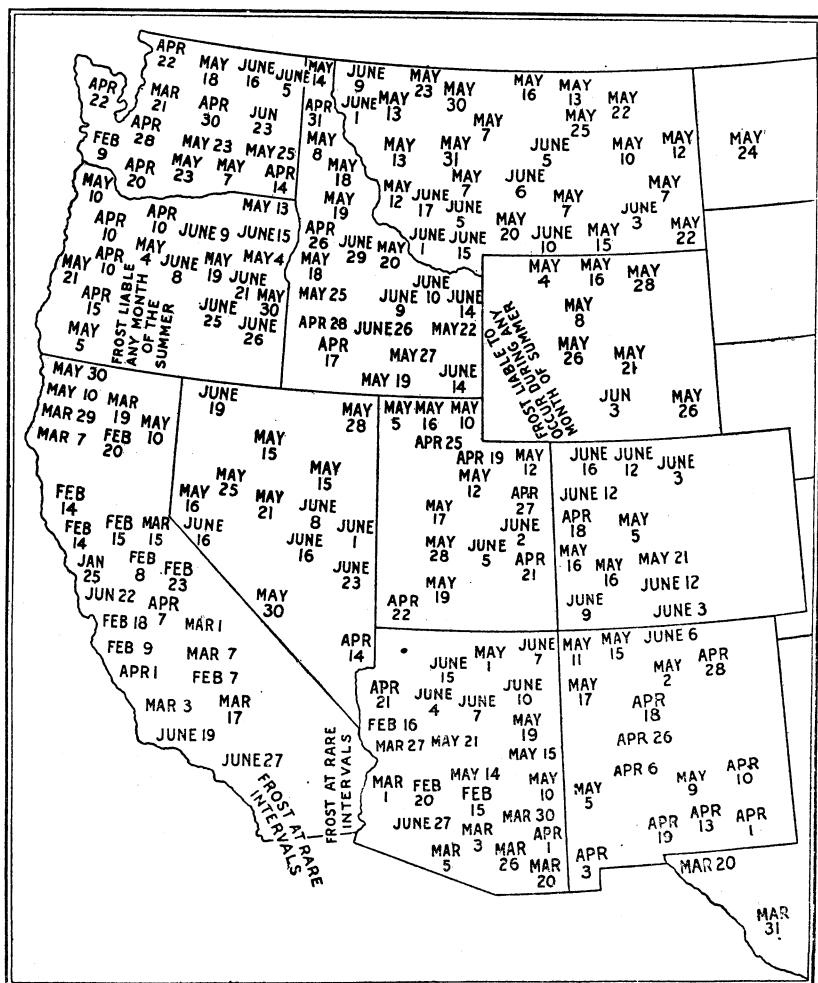 APR
22
APR
22
MAY
18
JUNE
16
JUNE
5
MAY
14
MAR
21
APR
30
JUN
23
APR
31
FEB
9
APR
28
MAY 23
MAY 25
MAY
8
APR
20
MAY
23
MAY
7
APR
14
MAY
18
MAY
19
JUNE
9
MAY
23
MAY
30
MAY
16
MAY
13
MAY
22
JUNE
1
MAY
13
MAY
7
MAY
25
MAY
13
MAY
31
JUNE
5
MAY
10
MAY
12
MAY
12
JUNE
17
MAY
7
JUNE
6
MAY
7
MAY
7
JUNE
5
JUNE
3
JUNE
1
JUNE
15
MAY
20
JUNE
10
MAY
15
MAY
22
MAY
24
MAY
10
APR
10
APR
10
JUNE 9
MAY 13
JUNE 15
MAY
21
APR
10
MAY
4
JUNE
8
MAY
19
MAY 4
JUNE
21
MAY
30
APR
15
JUNE
25
JUNE
26
MAY
5
FROST LIABLE
ANY MONTH
OF THE
SUMMER
APR
26
JUNE
29
MAY
20
MAY
18
MAY 25
JUNE
9
JUNE
10
JUNE
14
APR 28
JUNE 26
MAY 22
APR
17
MAY 27
MAY 19
JUNE
14
MAY
4
MAY
16
MAY
28
MAY
8
MAY
26
MAY
21
JUN
3
MAY
26
FROST LIABLE TO
OCCUR DURING ANY
MONTH OF SUMMER
MAY 30
MAY 10
MAR
19
MAY
10
MAR 29
MAR 7
FEB
20
FEB
14
FEB
14
FEB
15
MAR
15
JAN
25
FEB
8
FEB
23
JUN 22
APR
7
FEB 18
MAR 1
FEB 9
MAR 7
APR 1
FEB 7
MAR 3
MAR
17
JUNE 19
JUNE 27
FROST AT RARE
INTERVALS
FROST AT RARE
INTERVALS
JUNE
19
MAY
28
MAY
15
MAY
25
MAY
15
MAY
16
MAY
21
JUNE
8
JUNE
16
JUNE
1
JUNE
16
JUNE
23
MAY
30
APR
14
MAY
5
MAY
16
MAY
10
APR 25
APR 19
MAY
12
MAY
12
APR
27
MAY
17
JUNE
2
MAY
28
JUNE
5
APR
21
MAY
19
APR
22
JUNE
16
JUNE
12
JUNE
3
JUNE 12
APR
18
MAY
5
MAY
16
MAY
16
MAY 21
JUNE 12
JUNE
9
JUNE 3
JUNE
15
MAY
1
JUNE
7
APR
21
JUNE
4
JUNE
7
JUNE
10
FEB 16
MAY
19
MAR 27
MAY 21
MAY 15
MAR
1
FEB
20
MAY 14
FEB
15
MAY
10
JUNE 27
MAR
3
MAR 30
APR
1
MAR
5
MAR
26
MAR
20
MAY
11
MAY
15
JUNE 6
MAY
2
APR
28
MAY
17
APR
18
APR 26
APR 6
MAY
9
APR
10
MAY
5
APR
19
APR
13
APR
1
APR
3
MAR 20
MAR
31